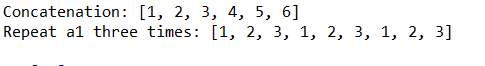 Concatenation: [1, 2, 3, 4, 5, 6]
Repeat a1 three times: [1, 2, 3, 1, 2, 3, 1, 2, 3]